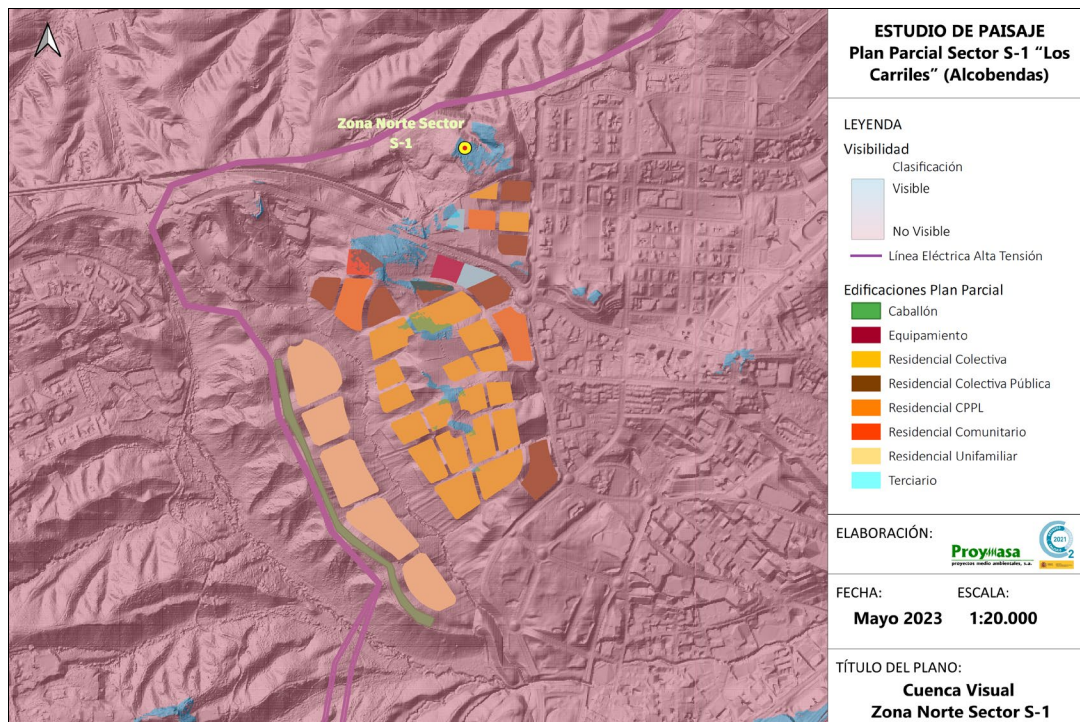 Zona Norte Sector
S-1
ESTUDIO DE PAISAJE
Plan Parcial Sector S-1 “Los
Carriles” (Alcobendas)
LEYENDA
Visibilidad
Clasificación
Visible
No Visible
Línea Eléctrica Alta Tensión
Edificaciones Plan Parcial
Caballón
Equipamiento
Residencial Colectiva
Residencial Colectiva Pública
Residencial CPPL
Residencial Comunitario
Residencial Unifamiliar
Terciario
ELABORACIÓN:
Proymasa
proyectos medio ambientales, s.a.
2021
2
FECHA:
ESCALA:
Mayo 2023
1:20.000
TÍTULO DEL PLANO:
Cuenca Visual
Zona Norte Sector S-1